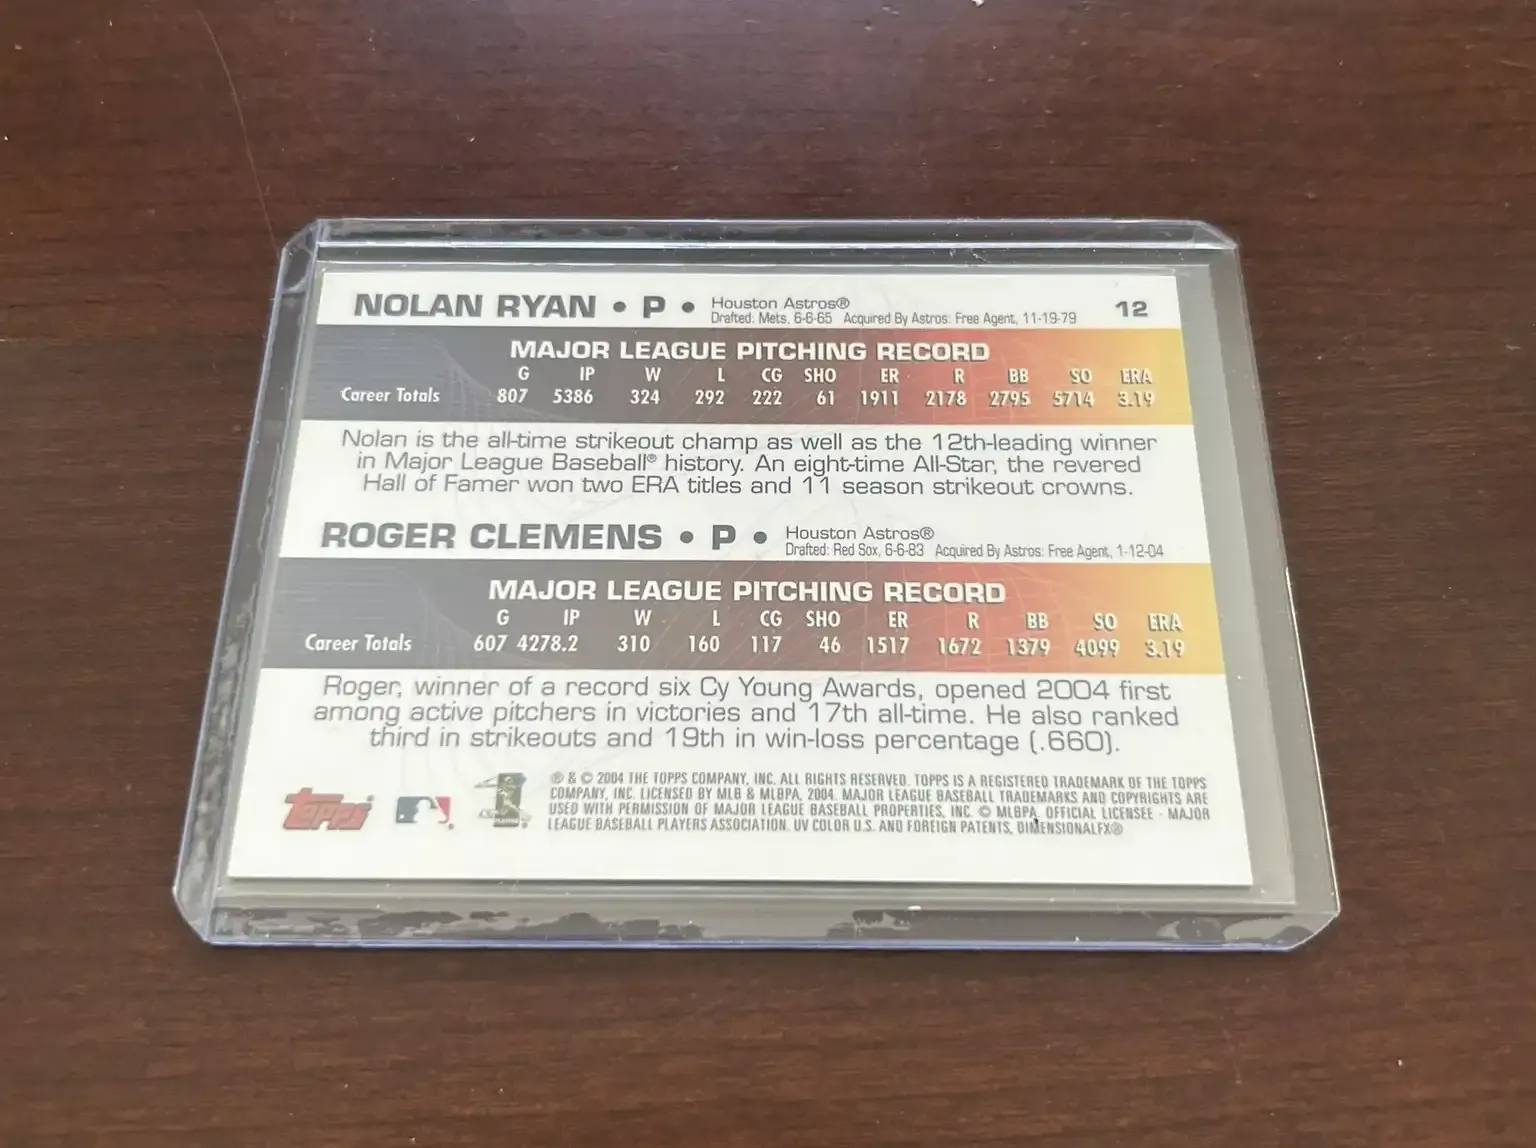 NOLAN RYAN • P • Houston Astros® 12
Drafted: Mets, 6-6-65 Acquired By Astros: Free Agent, 11-19-79
MAJOR LEAGUE PITCHING RECORD
G IP W L CG SHO ER R BB SO ERA
Career Totals 807 5386 324 292 222 61 1911 2178 2795 5714 3.19
Nolan is the all-time strikeout champ as well as the 12th-leading winner
in Major League Baseball® history. An eight-time All-Star, the revered
Hall of Famer won two ERA titles and 11 season strikeout crowns.
ROGER CLEMENS • P • Houston Astros®
Drafted: Red Sox, 6-6-83 Acquired By Astros: Free Agent, 1-12-04
MAJOR LEAGUE PITCHING RECORD
G IP W L CG SHO ER R BB SO ERA
Career Totals 607 4278.2 310 160 117 46 1517 1672 1379 4099 3.19
Roger, winner of a record six Cy Young Awards, opened 2004 first
among active pitchers in victories and 17th all-time. He also ranked
third in strikeouts and 19th in win-loss percentage (.660).
Topps
® & © 2004 THE TOPPS COMPANY, INC. ALL RIGHTS RESERVED. TOPPS IS A REGISTERED TRADEMARK OF THE TOPPS
COMPANY, INC. LICENSED BY MLB & MLBPA, 2004. MAJOR LEAGUE BASEBALL TRADEMARKS AND COPYRIGHTS ARE
USED WITH PERMISSION OF MAJOR LEAGUE BASEBALL PROPERTIES, INC. © MLBPA. OFFICIAL LICENSEE - MAJOR
LEAGUE BASEBALL PLAYERS ASSOCIATION. UV COLOR U.S. AND FOREIGN PATENTS, DIMENSIONALFX®